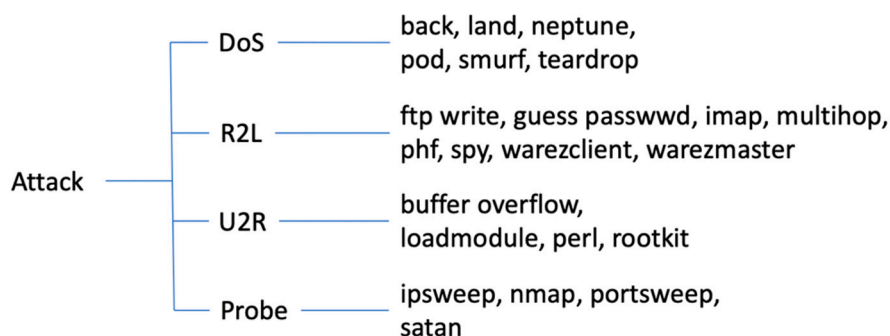 Attack
DoS
back, land, neptune,
pod, smurf, teardrop
R2L
ftp write, guess passwwd, imap, multihop,
phf, spy, warezclient, warezmaster
U2R
buffer overflow,
loadmodule, perl, rootkit
Probe
ipsweep, nmap, portsweep,
satan